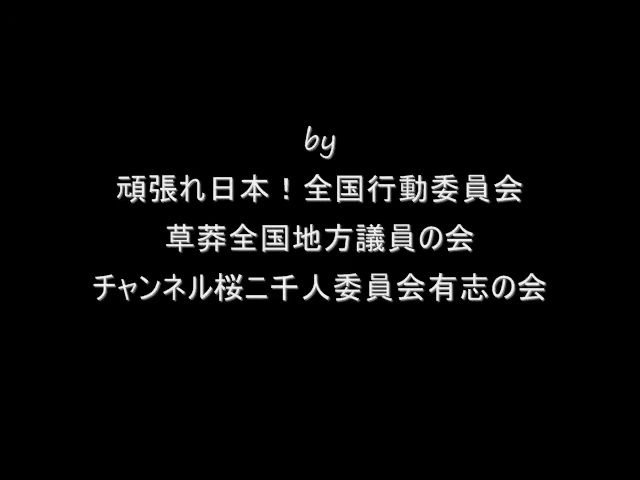 by
頑張れ日本！全国行動委員会
草莽全国地方議員の会
チャンネル桜二千人委員会有志の会